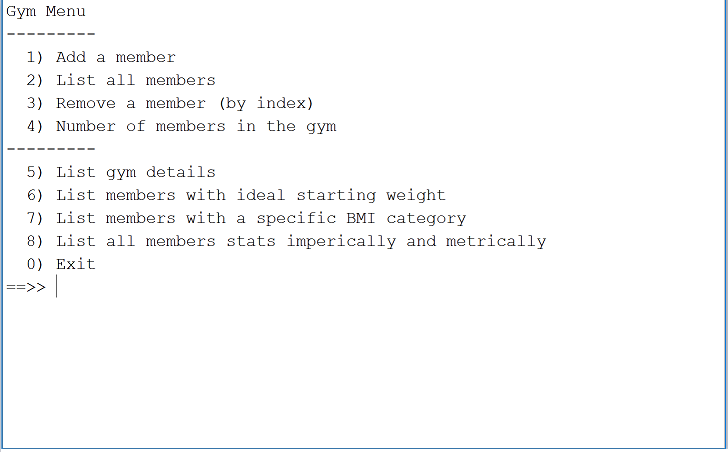 Gym Menu
---------
1) Add a member
2) List all members
3) Remove a member (by index)
4) Number of members in the gym
---------
5) List gym details
6) List members with ideal starting weight
7) List members with a specific BMI category
8) List all members stats imperically and metrically
0) Exit
==>>